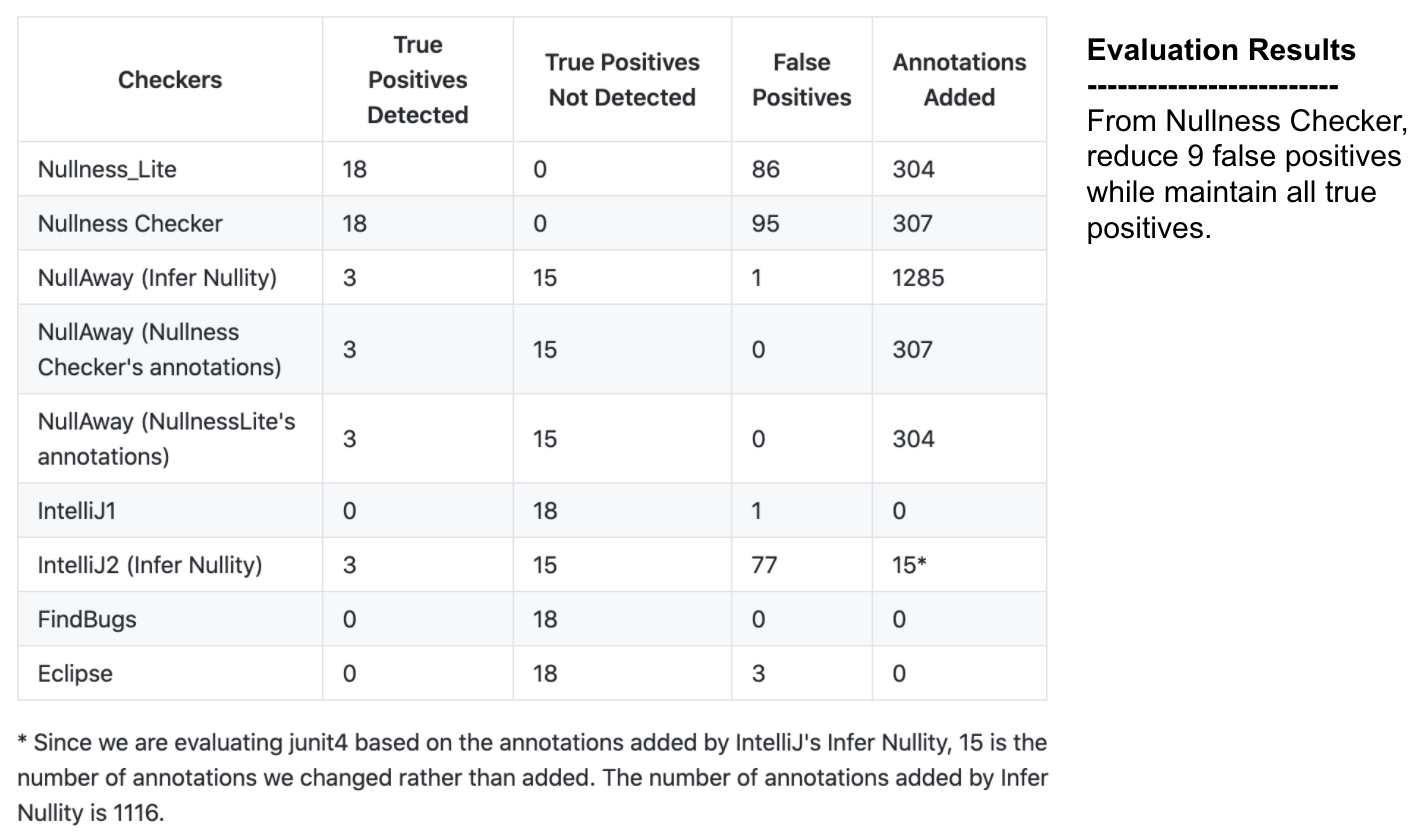 Checkers
True
Positives
Detected
True Positives
Not Detected
False
Positives
Annotations
Added
Nullness_Lite 18 0 86 304
Nullness Checker 18 0 95 307
NullAway (Infer Nullity) 3 15 1 1285
NullAway (Nullness
Checker's annotations) 3 15 0 307
NullAway (NullnessLite's
annotations) 3 15 0 304
IntelliJ1 0 18 1 0
IntelliJ2 (Infer Nullity) 3 15 77 15*
FindBugs 0 18 0 0
Eclipse 0 18 3 0
* Since we are evaluating junit4 based on the annotations added by IntelliJ's Infer Nullity, 15 is the
number of annotations we changed rather than added. The number of annotations added by Infer
Nullity is 1116.
Evaluation Results
-------------------------
From Nullness Checker,
reduce 9 false positives
while maintain all true
positives.